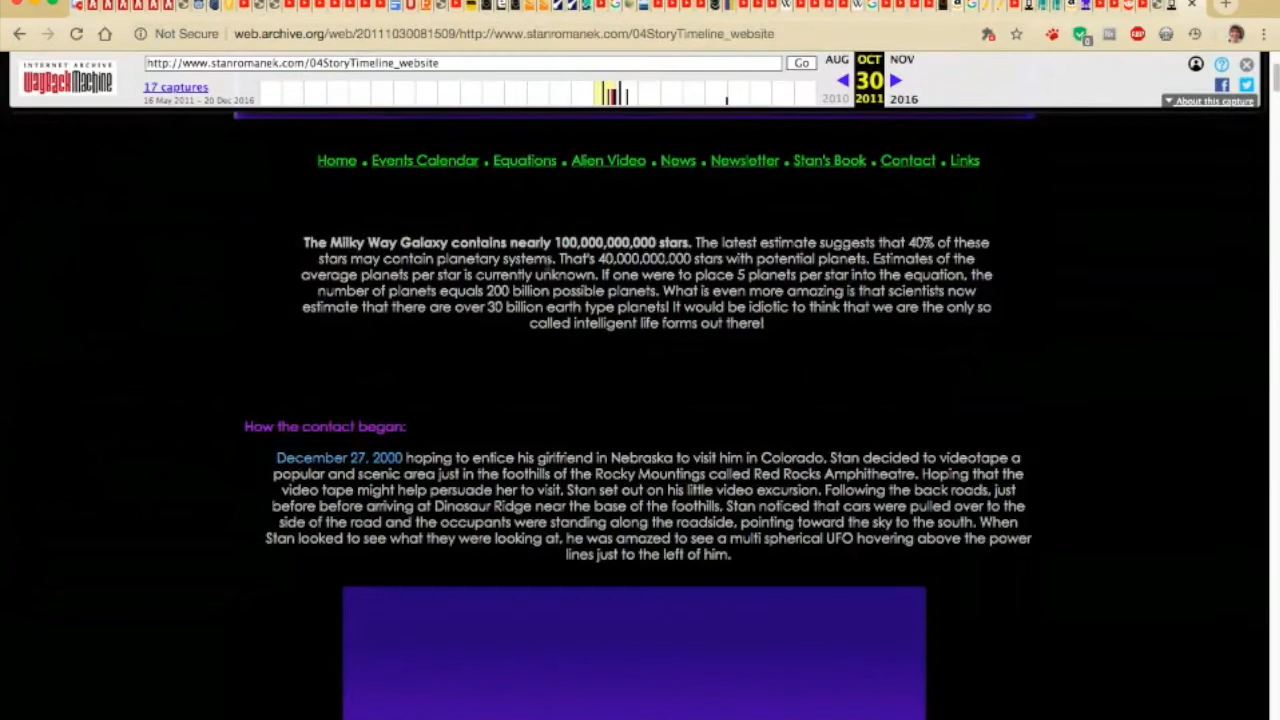 Not Secure web.archive.org/web/20111030081509/http://www.stanromanek.com/04StoryTimeline_website
INTERNET ARCHIVE
WayBackMachine
http://www.stanromanek.com/04StoryTimeline_website
Go
AUG OCT NOV
17 captures
30
16 May 2011 – 20 Dec 2016
2010 2011 2016
About this capture
Home . Events Calendar . Equations . Alien Video . News . Newsletter . Stan's Book . Contact . Links
The Milky Way Galaxy contains nearly 100,000,000,000 stars. The latest estimate suggests that 40% of these
stars may contain planetary systems. That's 40,000,000,000 stars with potential planets. Estimates of the
average planets per star is currently unknown. If one were to place 5 planets per star into the equation, the
number of planets equals 200 billion possible planets. What is even more amazing is that scientists now
estimate that there are over 30 billion earth type planets! It would be idiotic to think that we are the only so
called intelligent life forms out there!
How the contact began:
December 27, 2000 hoping to entice his girlfriend in Nebraska to visit him in Colorado, Stan decided to videotape a
popular and scenic area just in the foothills of the Rocky Mountings called Red Rocks Amphitheatre. Hoping that the
video tape might help persuade her to visit, Stan set out on his little video excursion. Following the back roads, just
before before arriving at Dinosaur Ridge near the base of the foothills, Stan noticed that cars were pulled over to the
side of the road and the occupants were standing along the roadside, pointing toward the sky to the south. When
Stan looked to see what they were looking at, he was amazed to see a multi spherical UFO hovering above the power
lines just to the left of him.